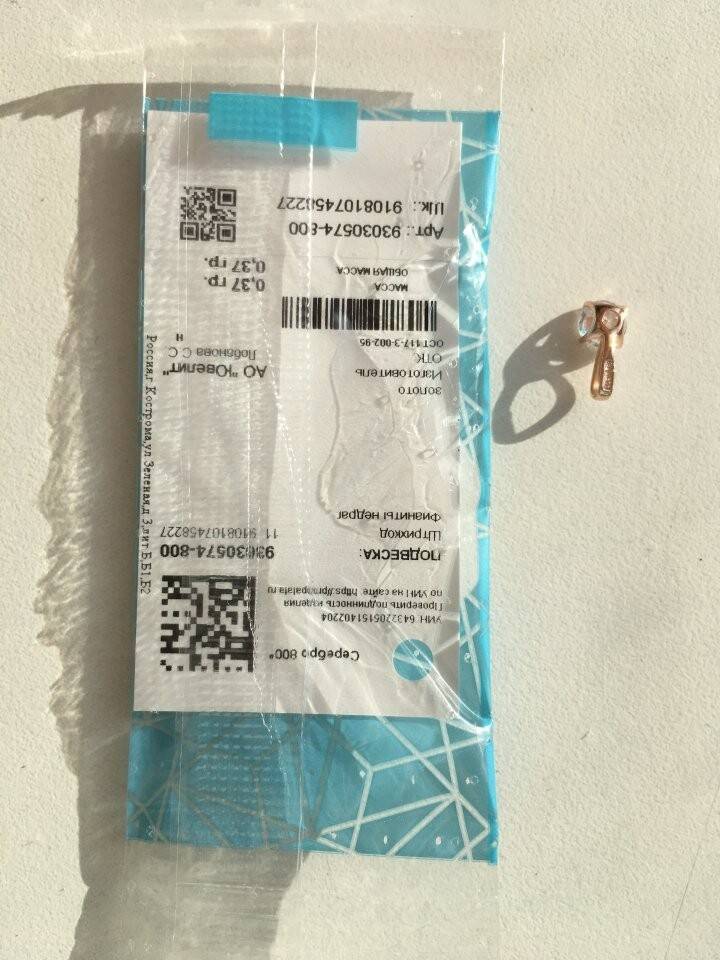 Серебро 800°
УИН: 6432205151402204
Проверить подлинность изделия
по УИН на сайте https://probpalata.ru
ПОДВЕСКА:
93030574-800
Штрихкод
11 9108107458227
Фианиты недраг
золото
Изготовитель
АО "Ювелит"
ОТК
Лобанова С С
Н
ОСТ117-3-002-95
МАССА
0,37 гр.
ОБЩАЯ МАССА
0,37 гр.
Арт.: 93030574-800
Шк.: 9108107458227
Россия,г Кострома,ул Зеленая,д 3,лит Б,Б1,Б2